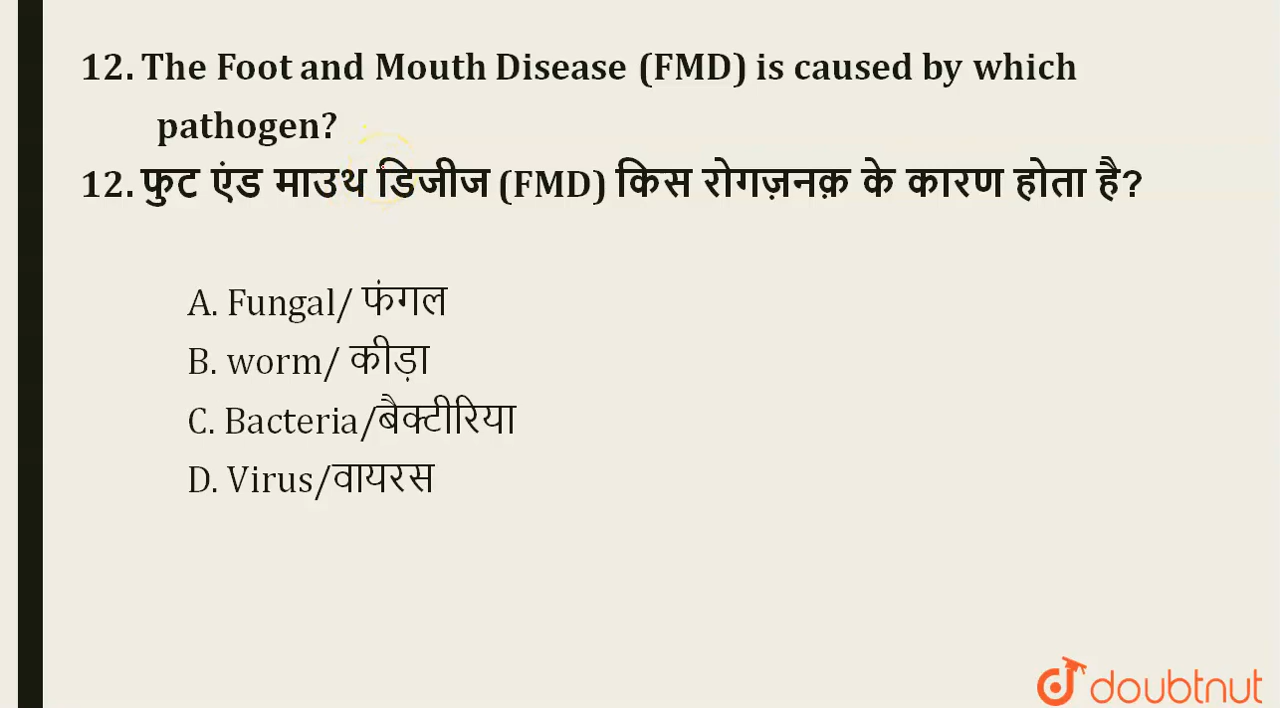 12. The Foot and Mouth Disease (FMD) is caused by which
pathogen?
12. फुट एंड माउथ डिजीज (FMD) किस रोगज़नक़ के कारण होता है?
A. Fungal/ फंगल
B. worm/ कीड़ा
C. Bacteria/बैक्टीरिया
D. Virus/वायरस
doubtnut